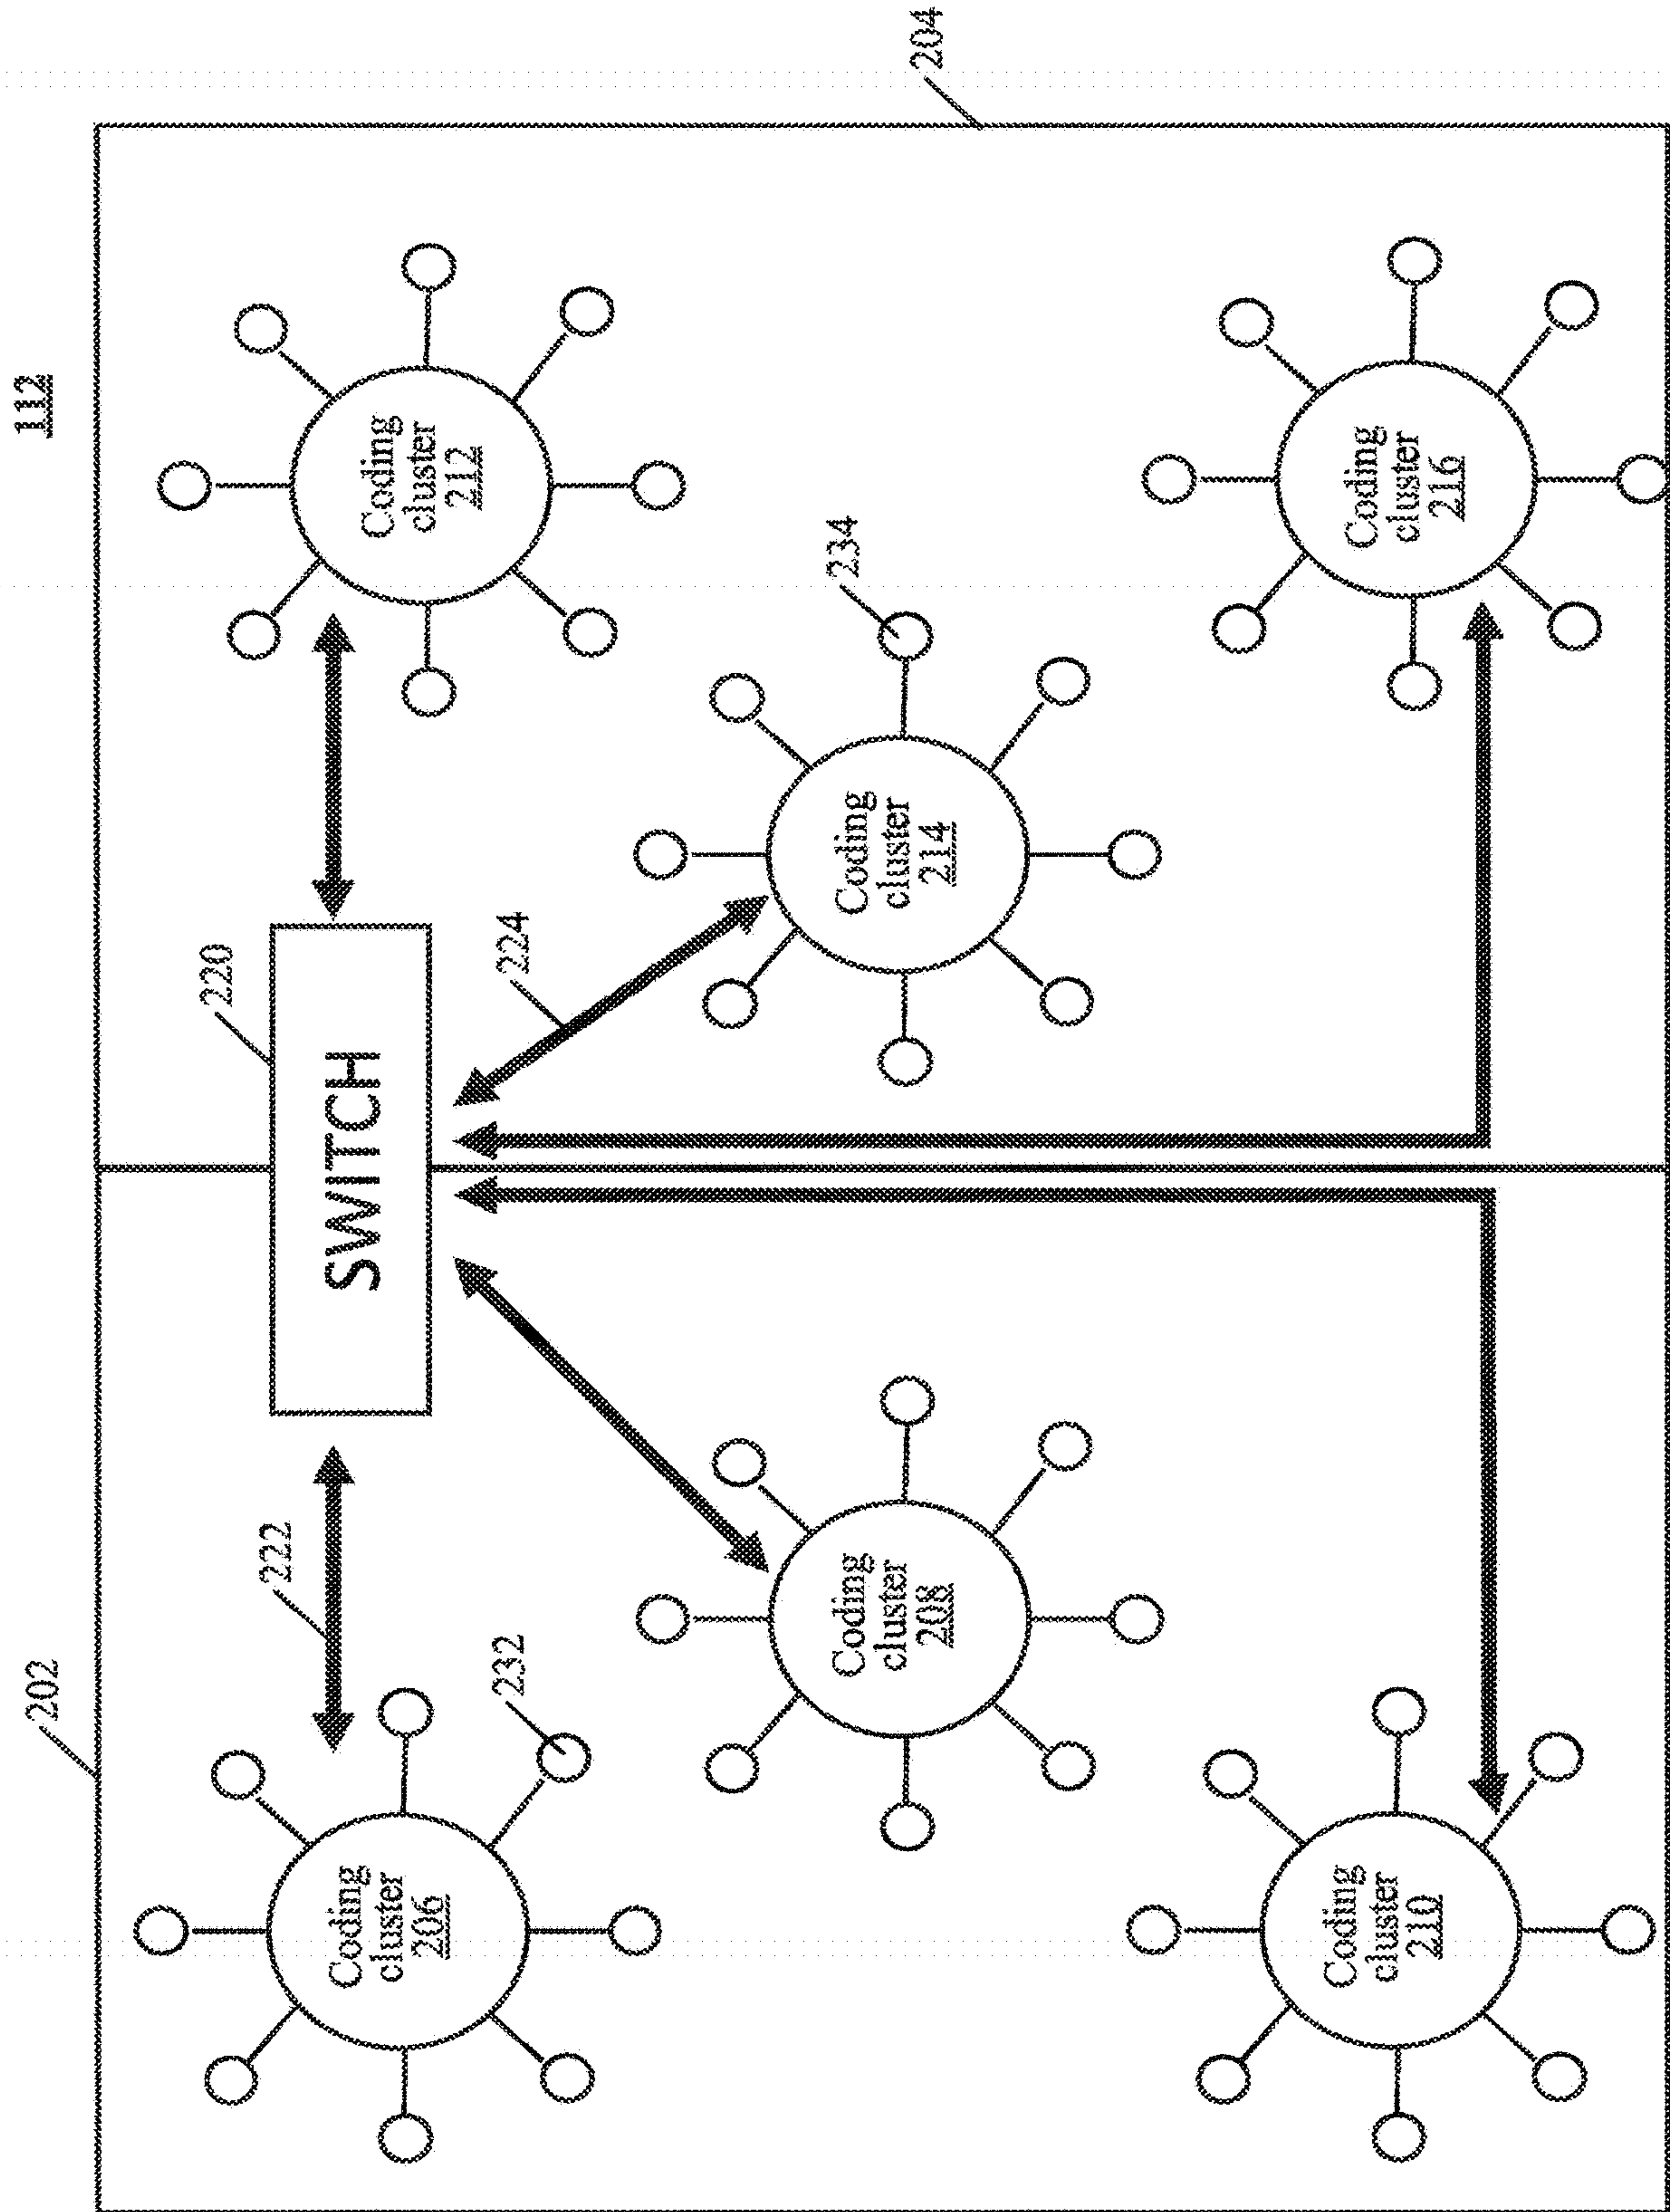 112
202
204
220
SWITCH
222
224
Coding
cluster
206
232
Coding
cluster
212
Coding
cluster
208
Coding
cluster
214
234
Coding
cluster
210
Coding
cluster
216